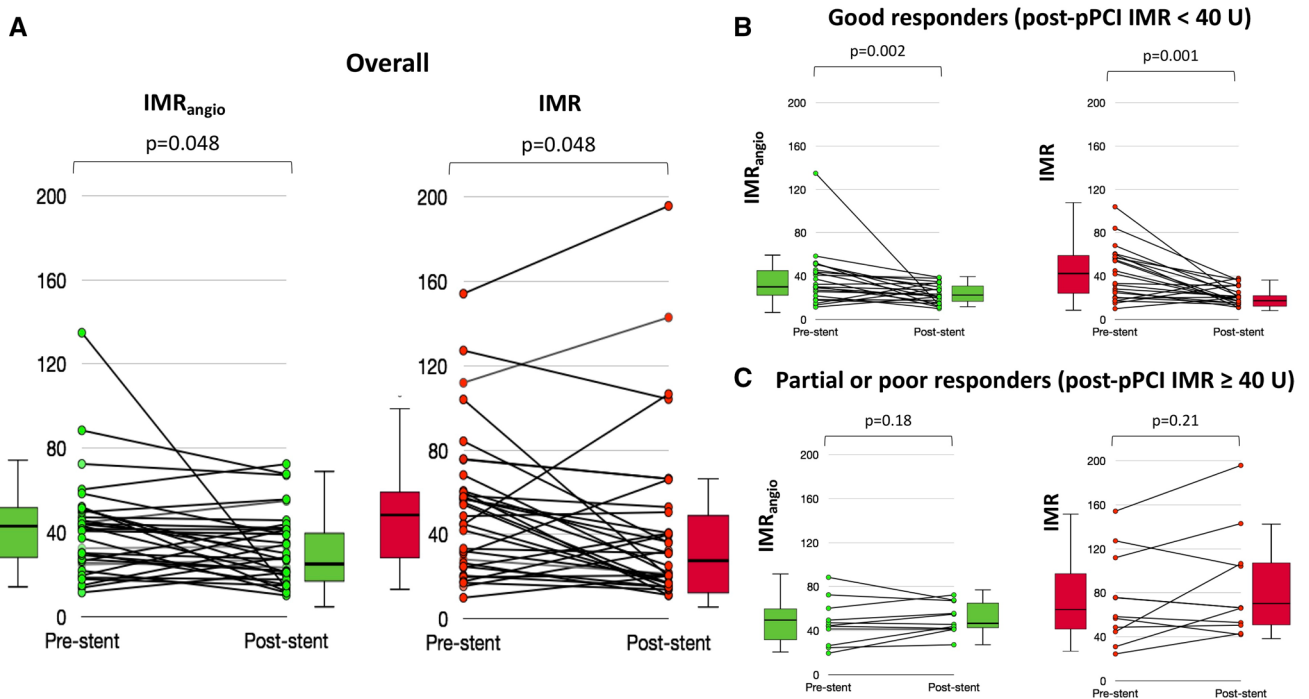 A
Overall
IMRangio
p=0.048
200
160
120
80
40
0
Pre-stent
Post-stent
IMR
p=0.048
200
160
120
80
40
0
Pre-stent
Post-stent
B
Good responders (post-pPCI IMR < 40 U)
p=0.002
IMRangio
200
160
120
80
40
0
Pre-stent
Post-stent
p=0.001
IMR
200
160
120
80
40
0
Pre-stent
Post-stent
C
Partial or poor responders (post-pPCI IMR ≥ 40 U)
p=0.18
IMRangio
200
160
120
80
40
0
Pre-stent
Post-stent
p=0.21
IMR
200
160
120
80
40
0
Pre-stent
Post-stent